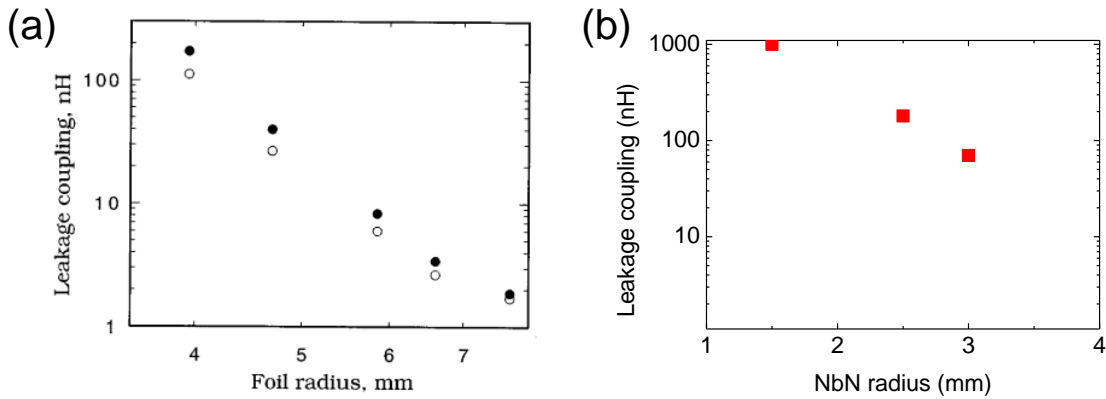 (a)
Leakage coupling, nH
100
10
1
4 5 6 7
Foil radius, mm
(b)
Leakage coupling (nH)
1000
100
10
1 2 3 4
NbN radius (mm)